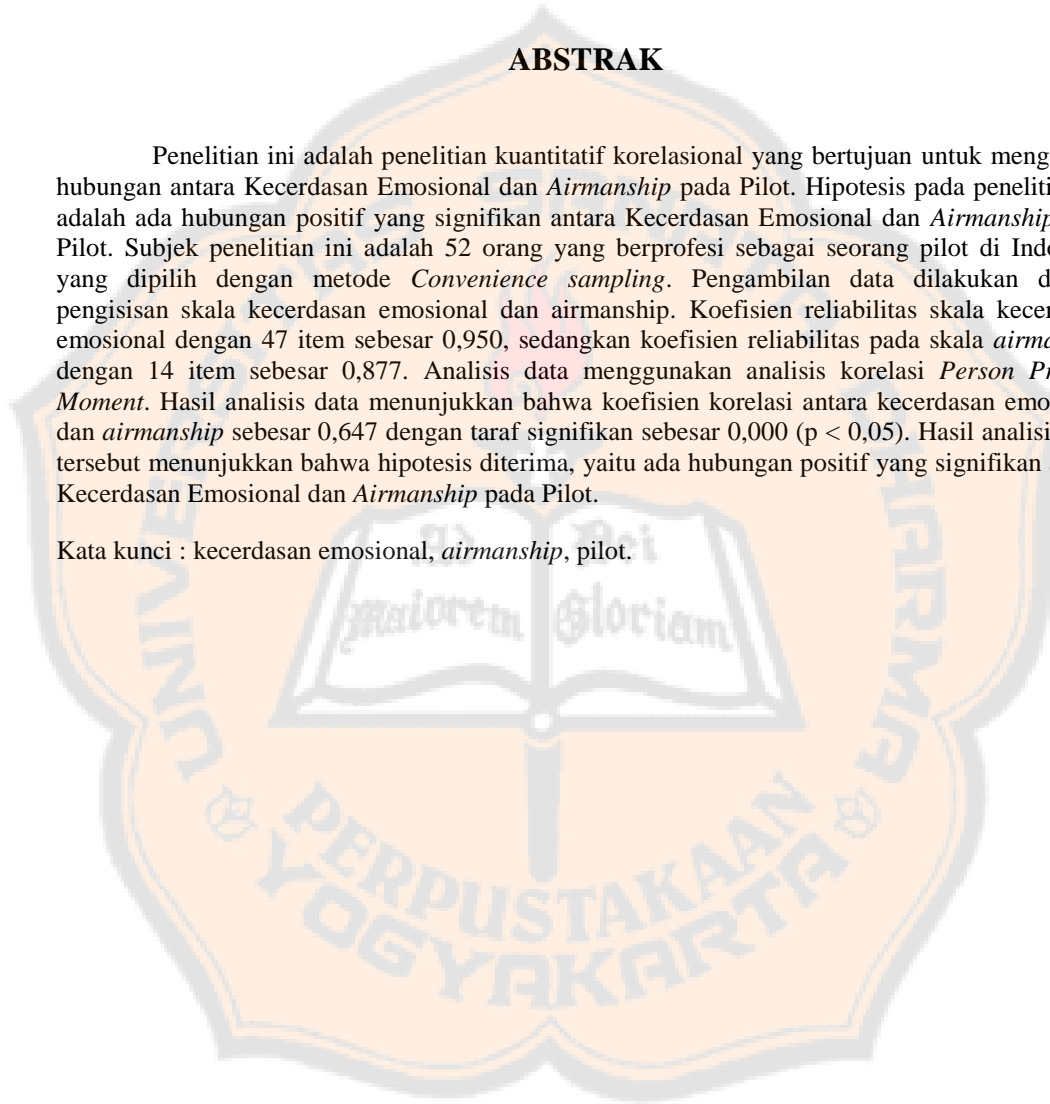 ABSTRAK
Penelitian ini adalah penelitian kuantitatif korelasional yang bertujuan untuk meng
hubungan antara Kecerdasan Emosional dan Airmanship pada Pilot. Hipotesis pada peneliti
adalah ada hubungan positif yang signifikan antara Kecerdasan Emosional dan Airmanship
Pilot. Subjek penelitian ini adalah 52 orang yang berprofesi sebagai seorang pilot di Indo
yang dipilih dengan metode Convenience sampling. Pengambilan data dilakukan d
pengisisan skala kecerdasan emosional dan airmanship. Koefisien reliabilitas skala kecer
emosional dengan 47 item sebesar 0,950, sedangkan koefisien reliabilitas pada skala airma
dengan 14 item sebesar 0,877. Analisis data menggunakan analisis korelasi Person Pr
Moment. Hasil analisis data menunjukkan bahwa koefisien korelasi antara kecerdasan emo
dan airmanship sebesar 0,647 dengan taraf signifikan sebesar 0,000 (p < 0,05). Hasil analisi
tersebut menunjukkan bahwa hipotesis diterima, yaitu ada hubungan positif yang signifikan
Kecerdasan Emosional dan Airmanship pada Pilot.
Kata kunci : kecerdasan emosional, airmanship, pilot.
UNIVERSITAS SANATA DHARMA
Ad Dei
Maiorem Gloriam
PERPUSTAKAAN
YOGYAKARTA